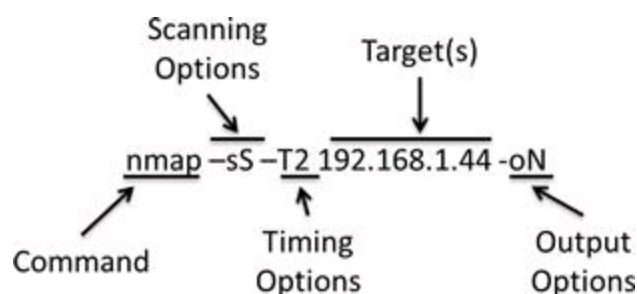 Scanning
Options
Target(s)
nmap –sS –T2 192.168.1.44 -oN
Command
Timing
Options
Output
Options